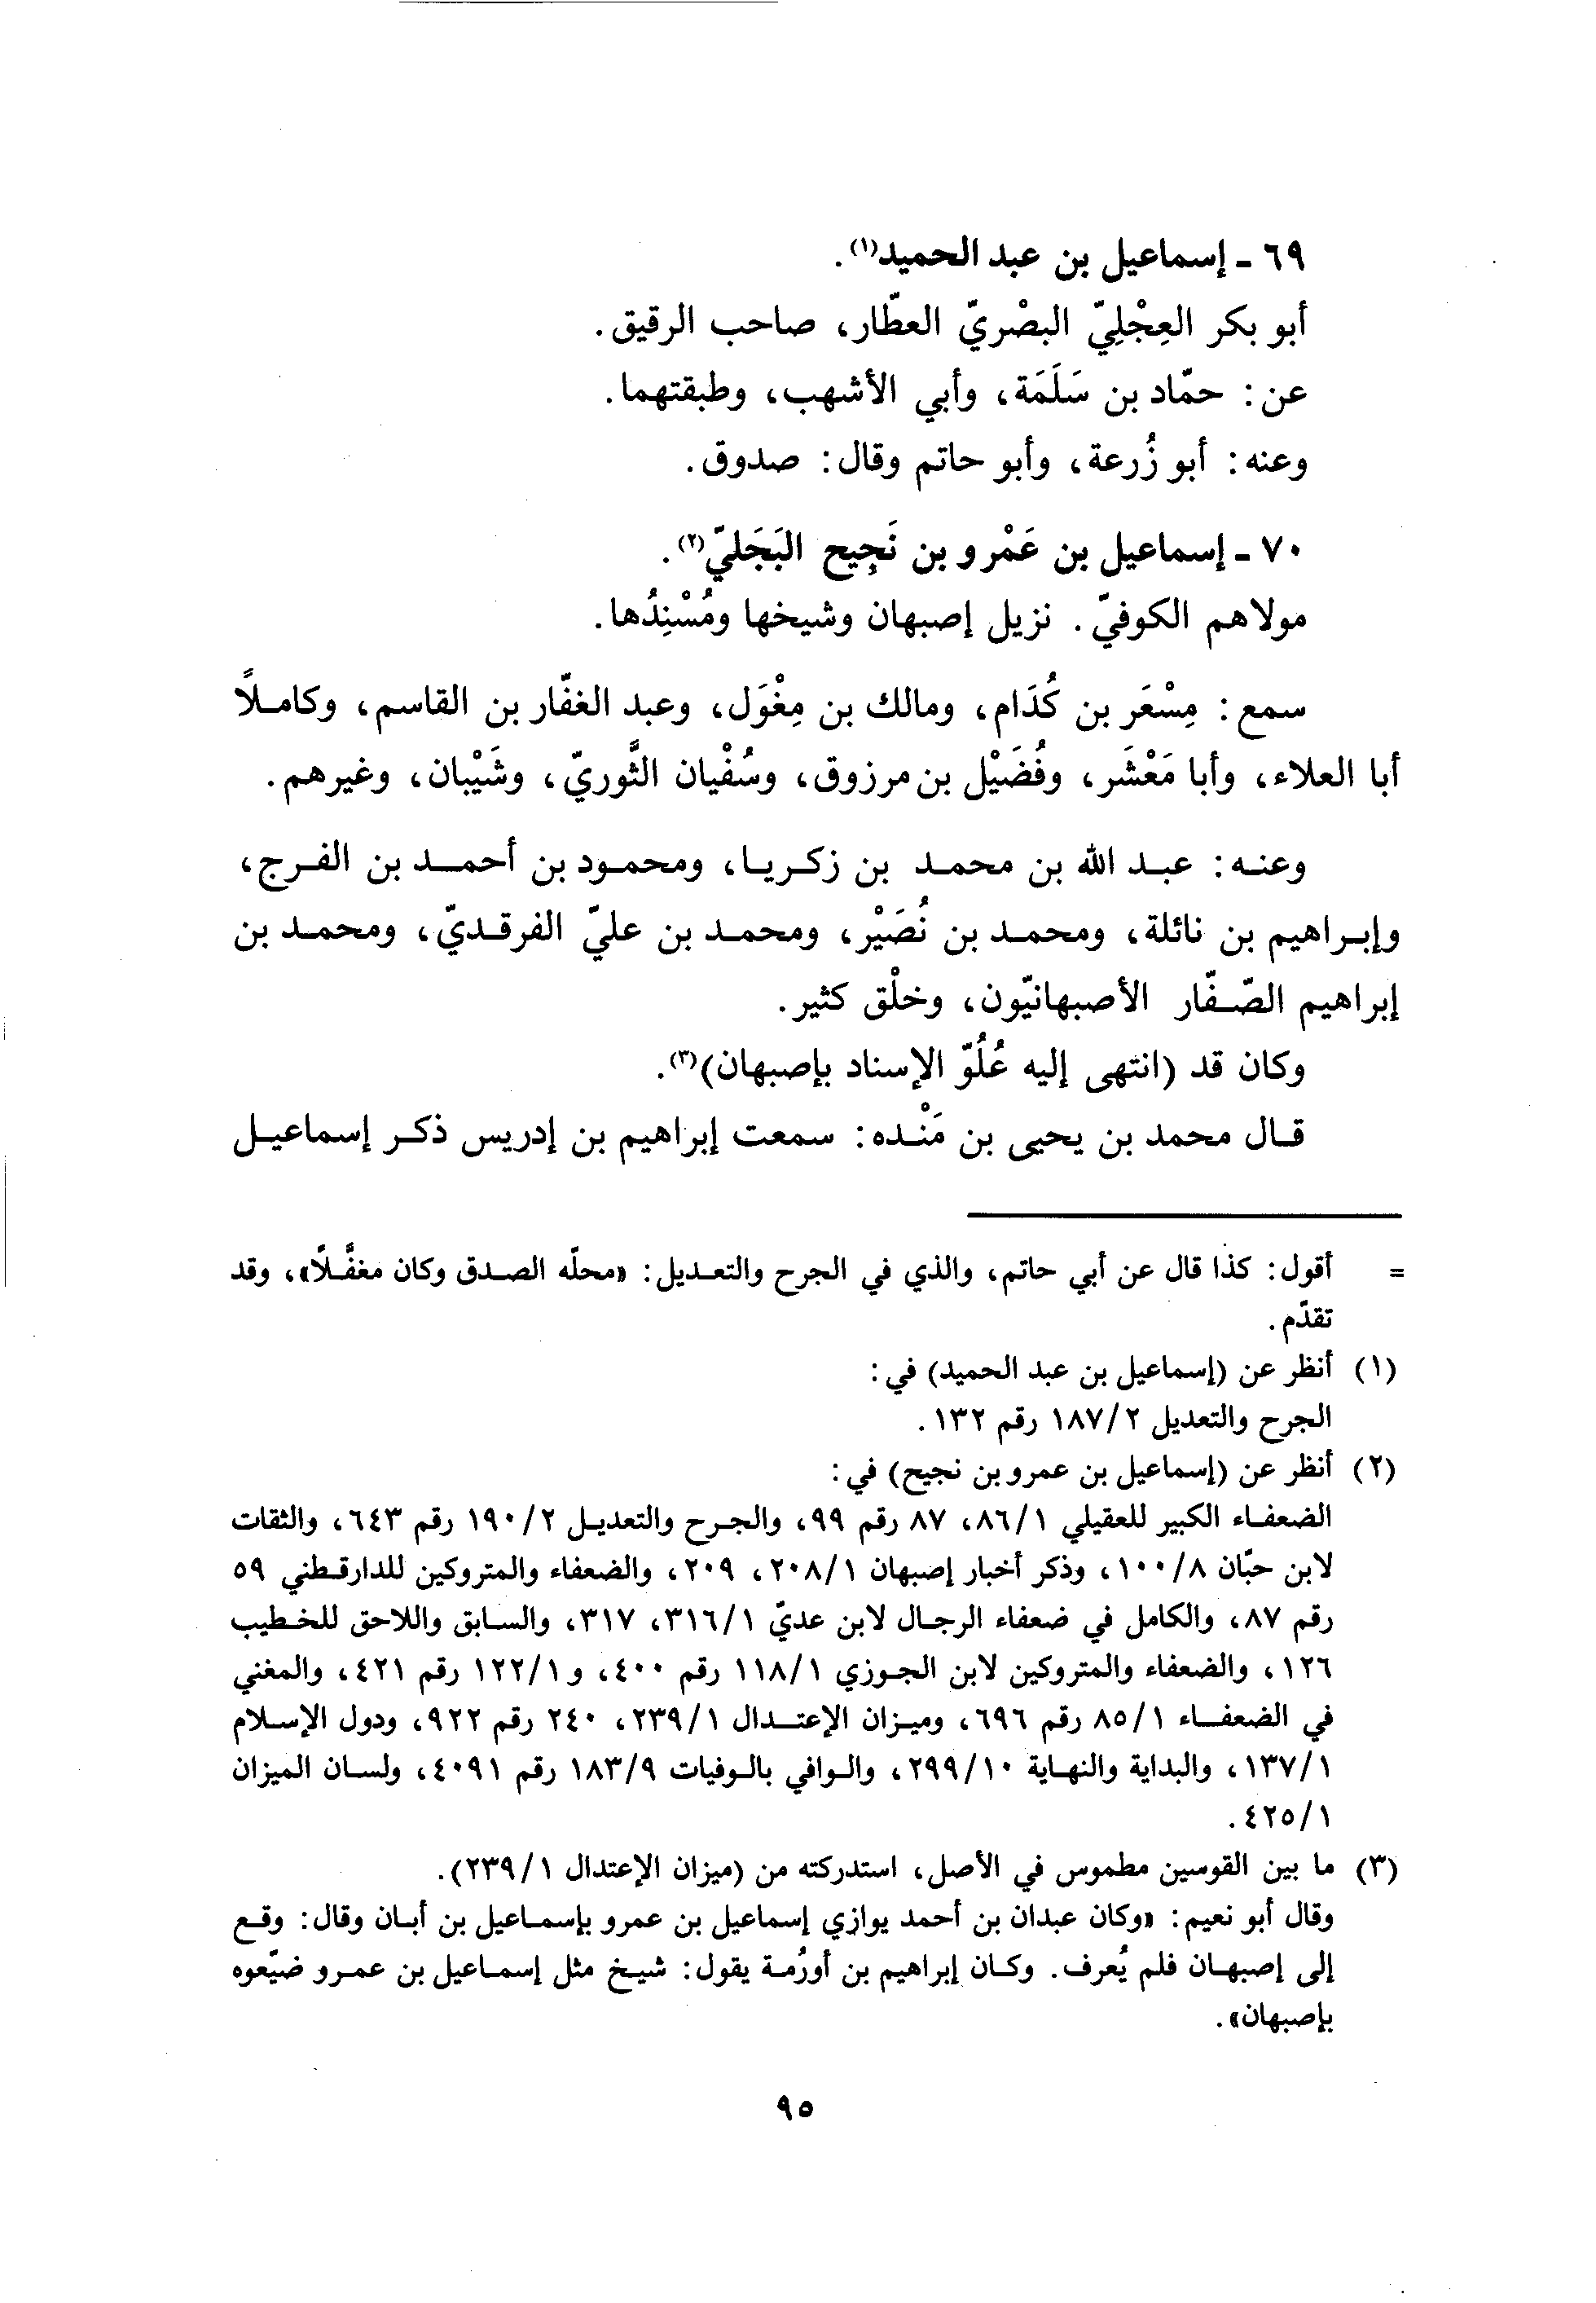 ٦٩ - إسماعيل بن عبد الحميد(١).
أبو بكر العِجْلِيّ البصْريّ العطّار، صاحب الرقيق.
عن: حمّاد بن سَلَمَة، وأبي الأشهب، وطبقتهما.
وعنه: أبو زُرعة، وأبو حاتم وقال: صدوق.
٧٠ - إسماعيل بن عَمْرو بن نَجِيح البَجَليّ(٢).
مولاهم الكوفيّ. نزيل إصبهان وشيخها ومُسْنِدُها.
سمع: مِسْعَر بن كُدَام، ومالك بن مِغْوَل، وعبد الغفّار بن القاسم، وكاملًا
أبا العلاء، وأبا مَعْشَر، وفُضَيْل بن مرزوق، وسُفْيان الثَّوريّ، وشَيْبان، وغيرهم.
وعنه: عبد الله بن محمد بن زكريا، ومحمود بن أحمد بن الفرج،
وإبراهيم بن نائلة، ومحمد بن نُصَيْر، ومحمد بن عليّ الفرقديّ، ومحمد بن
إبراهيم الصّفّار الأصبهانيّون، وخلْق كثير.
وكان قد (انتهى إليه عُلُوّ الإسناد بإصبهان)(٣).
قال محمد بن يحيى بن مَنْده: سمعت إبراهيم بن إدريس ذكر إسماعيل
= أقول: كذا قال عن أبي حاتم، والذي في الجرح والتعديل: «محلّه الصدق وكان مغفَّلًا»، وقد
تقدّم.
(١) أنظر عن (إسماعيل بن عبد الحميد) في:
الجرح والتعديل ٢/١٨٧ رقم ١٣٢.
(٢) أنظر عن (إسماعيل بن عمرو بن نجيح) في:
الضعفاء الكبير للعقيلي ١/٨٦، ٨٧ رقم ٩٩، والجرح والتعديل ٢/١٩٠ رقم ٦٤٣، والثقات
لابن حبّان ٨/١٠٠، وذكر أخبار إصبهان ١/٢٠٨، ٢٠٩، والضعفاء والمتروكين للدارقطني ٥٩
رقم ٨٧، والكامل في ضعفاء الرجال لابن عديّ ١/٣١٦، ٣١٧، والسابق واللاحق للخطيب
١٢٦، والضعفاء والمتروكين لابن الجوزي ١/١١٨ رقم ٤٠٠، و١/١٢٢ رقم ٤٢١، والمغني
في الضعفاء ١/٨٥ رقم ٦٩٦، وميزان الإعتدال ١/٢٣٩، ٢٤٠ رقم ٩٢٢، ودول الإسلام
١/١٣٧، والبداية والنهاية ١٠/٢٩٩، والوافي بالوفيات ٩/١٨٣ رقم ٤٠٩١، ولسان الميزان
١/٤٢٥.
(٣) ما بين القوسين مطموس في الأصل، استدركته من (ميزان الإعتدال ١/٢٣٩).
وقال أبو نعيم: «وكان عبدان بن أحمد يوازي إسماعيل بن عمرو بإسماعيل بن أبان وقال: وقع
إلى إصبهان فلم يُعرف. وكان إبراهيم بن أورُمة يقول: شيخ مثل إسماعيل بن عمرو ضيّعوه
بإصبهان».
٩٥